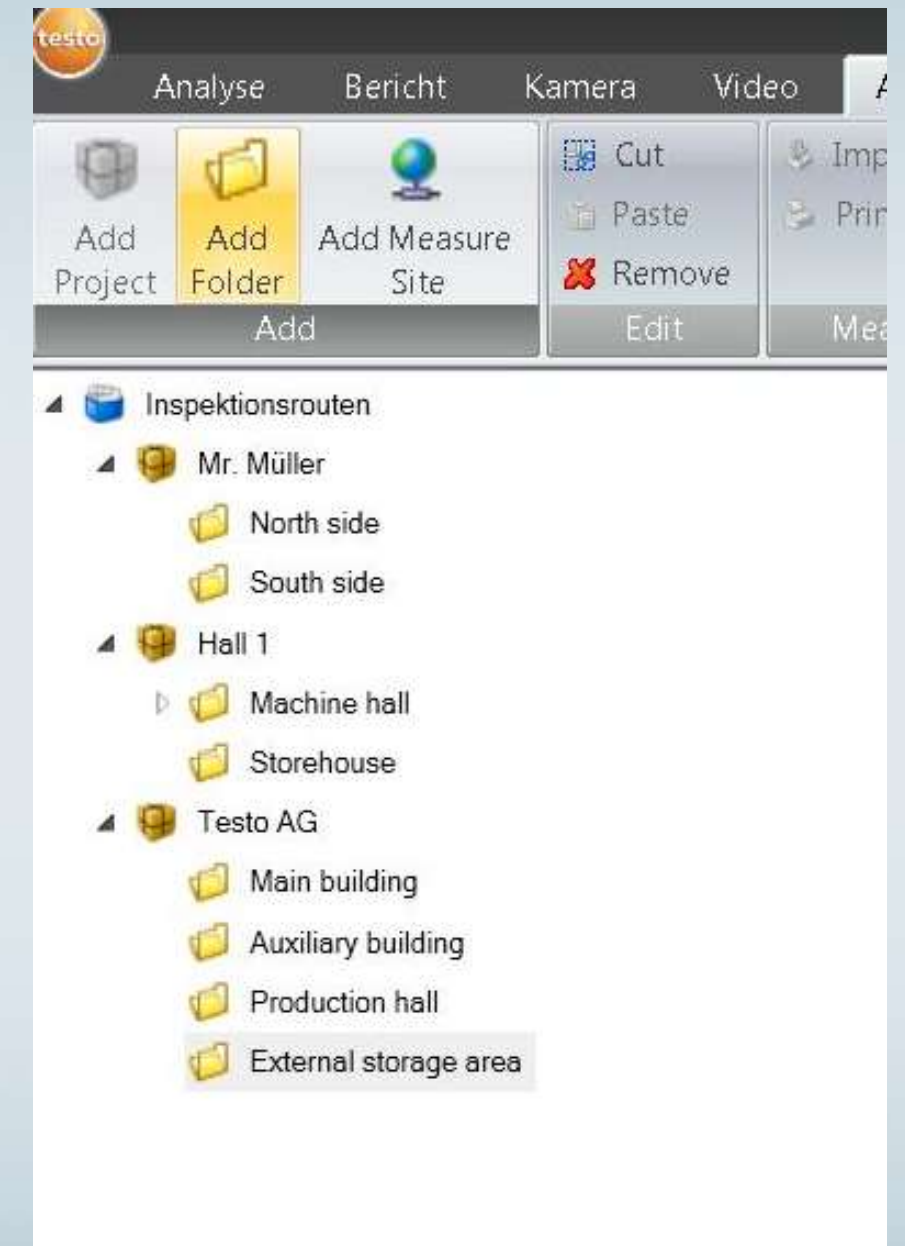 testo
Analyse Bericht Kamera Video
Add Project
Add Folder
Add Measure Site
Cut
Paste
Remove
Add
Edit
Inspektionsrouten
Mr. Müller
North side
South side
Hall 1
Machine hall
Storehouse
Testo AG
Main building
Auxiliary building
Production hall
External storage area